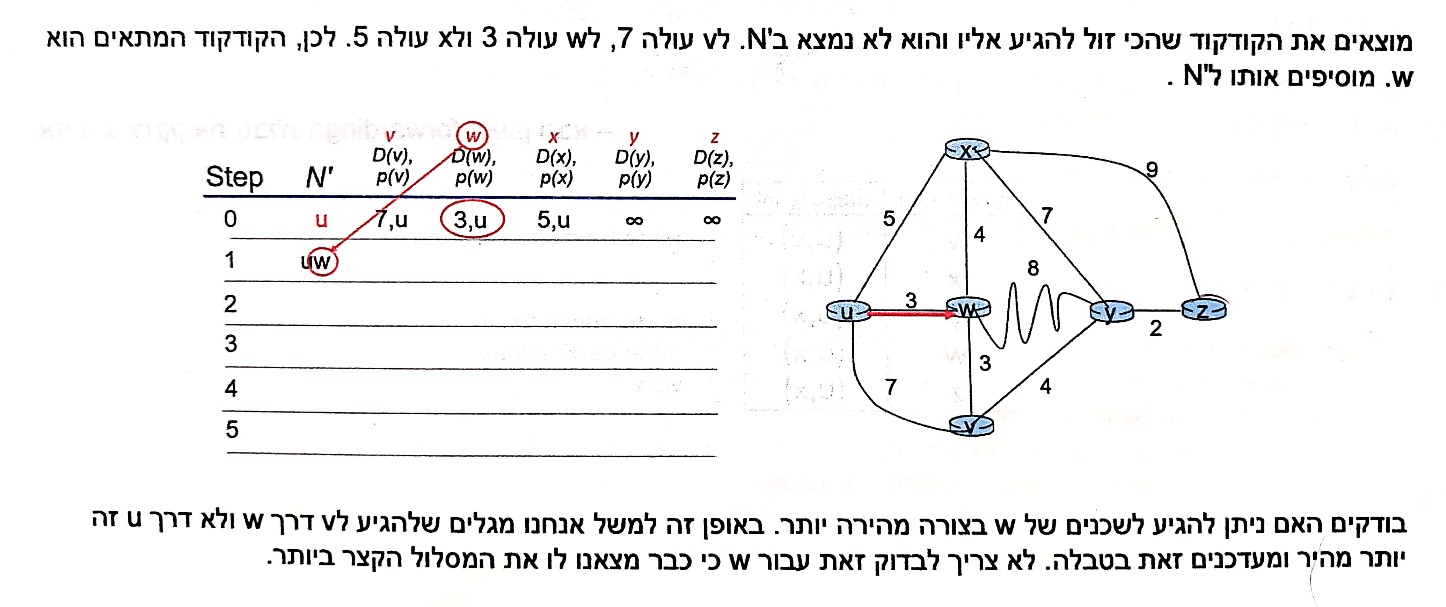 מוצאים את הקודקוד שהכי זול להגיע אליו והוא לא נמצא ב'N. לv עולה 7, לw עולה 3 ולx עולה 5. לכן, הקודקוד המתאים הוא
w. מוסיפים אותו ל'N .
v w x y z
D(v), D(w), D(x), D(y), D(z),
Step N' p(v) p(w) p(x) p(y) p(z)
0 u 7,u 3,u 5,u ∞ ∞
1 uw
2
3
4
5
x
9
5
7
4
8
u
3
w
y
z
2
3
7
4
v
בודקים האם ניתן להגיע לשכנים של w בצורה מהירה יותר. באופן זה למשל אנחנו מגלים שלהגיע לv דרך w ולא דרך u זה
יותר מהיר ומעדכנים זאת בטבלה. לא צריך לבדוק זאת עבור w כי כבר מצאנו לו את המסלול הקצר ביותר.